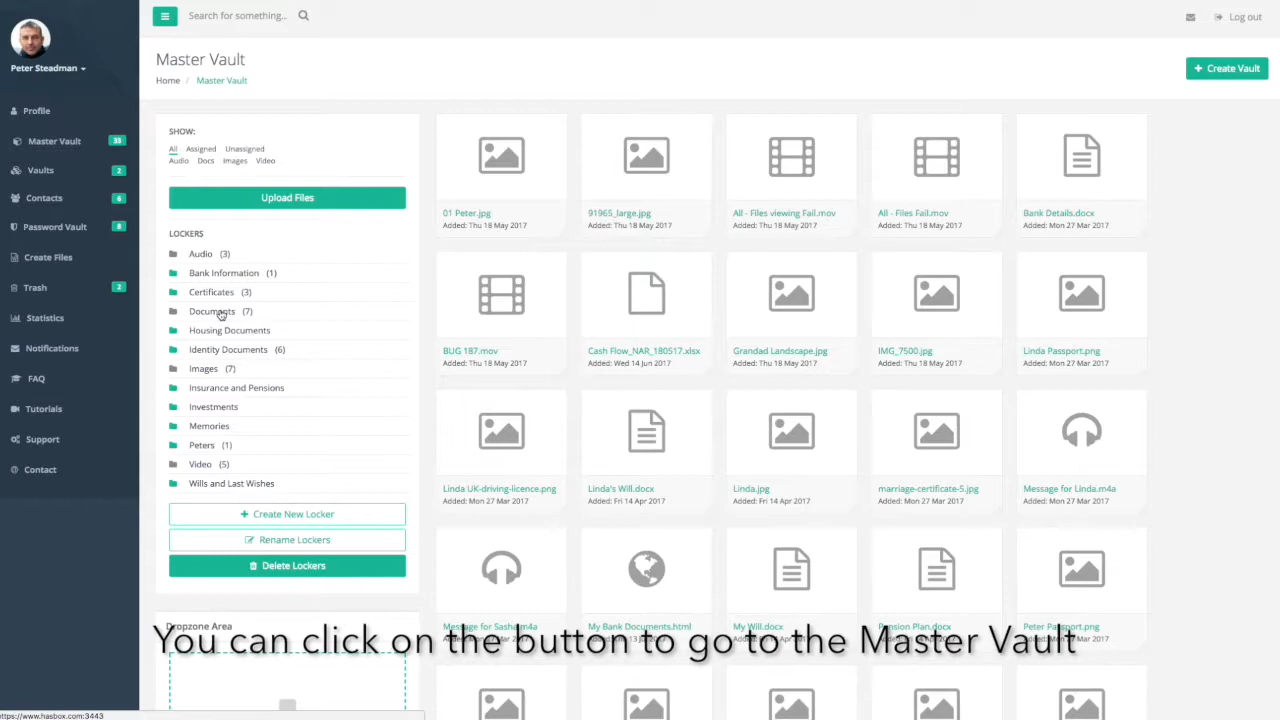 Search for something...
Log out
Peter Steadman
Master Vault
Home / Master Vault
+ Create Vault
Profile
Master Vault 33
Vaults 2
Contacts 6
Password Vault 8
Create Files
Trash 2
Statistics
Notifications
FAQ
Tutorials
Support
Contact
SHOW:
All Assigned Unassigned
Audio Docs Images Video
Upload Files
LOCKERS
Audio (3)
Bank Information (1)
Certificates (3)
Documents (7)
Housing Documents
Identity Documents (6)
Images (7)
Insurance and Pensions
Investments
Memories
Peters (1)
Video (5)
Wills and Last Wishes
+ Create New Locker
Rename Lockers
Delete Lockers
Dropzone Area
01 Peter.jpg
Added: Thu 18 May 2017
91965_large.jpg
Added: Thu 18 May 2017
All - Files viewing Fail.mov
Added: Thu 18 May 2017
All - Files Fail.mov
Added: Thu 18 May 2017
Bank Details.docx
Added: Mon 27 Mar 2017
BUG 187.mov
Added: Thu 18 May 2017
Cash Flow_NAR_180517.xlsx
Added: Wed 14 Jun 2017
Grandad Landscape.jpg
Added: Thu 18 May 2017
IMG_7500.jpg
Added: Thu 18 May 2017
Linda Passport.png
Added: Mon 27 Mar 2017
Linda UK-driving-licence.png
Added: Mon 27 Mar 2017
Linda's Will.docx
Added: Fri 14 Apr 2017
Linda.jpg
Added: Fri 14 Apr 2017
marriage-certificate-5.jpg
Added: Mon 27 Mar 2017
Message for Linda.m4a
Added: Mon 27 Mar 2017
Message for Sasha.m4a
My Bank Documents.html
My Will.docx
Pension Plan.docx
Peter Passport.png
You can click on the button to go to the Master Vault
https://www.hasbox.com:3443